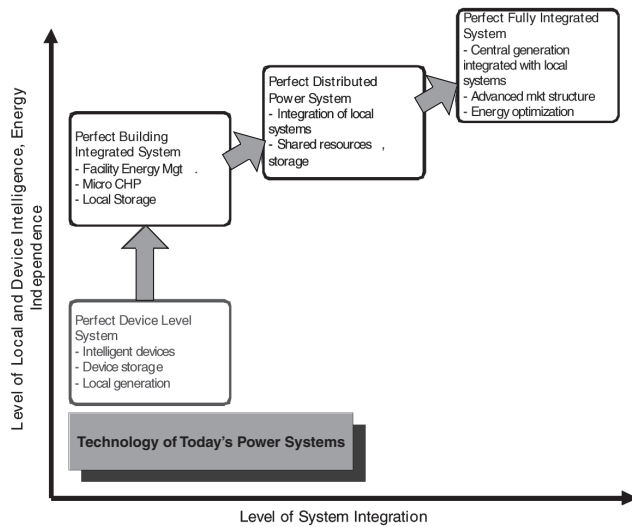 Perfect Fully Integrated
System
- Central generation
integrated with local
systems
- Advanced mkt structure
- Energy optimization
Perfect Distributed
Power System
- Integration of local
systems
- Shared resources ,
storage
Perfect Building
Integrated System
- Facility Energy Mgt .
- Micro CHP
- Local Storage
Perfect Device Level
System
- Intelligent devices
- Device storage
- Local generation
Technology of Today's Power Systems
Level of Local and Device Intelligence, Energy
Independence
Level of System Integration